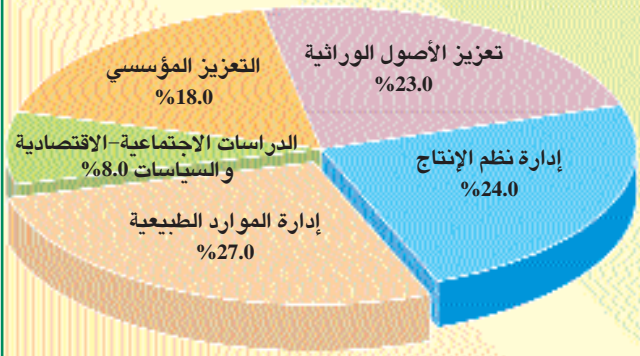 تعزيز الأصول الوراثية
%23.0
التعزيز المؤسسي
%18.0
الدراسات الاجتماعية-الاقتصادية
والسياسات 8.0%
إدارة نظم الإنتاج
%24.0
إدارة الموارد الطبيعية
%27.0